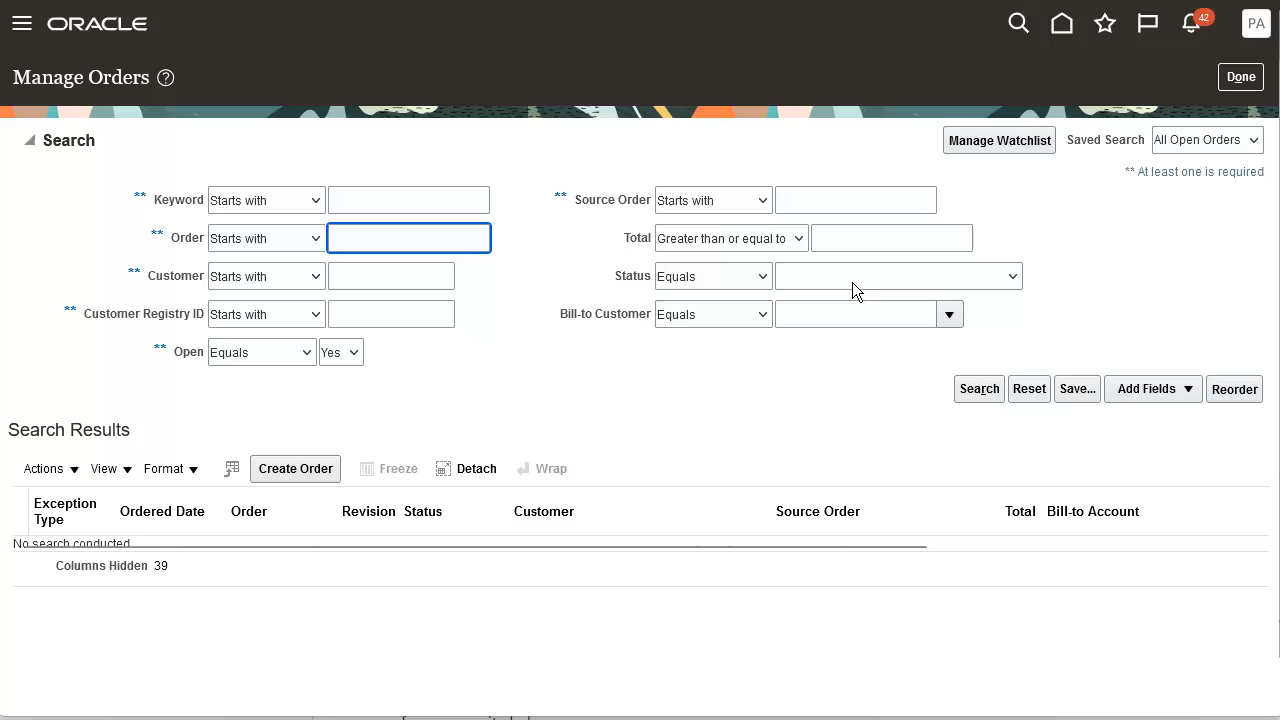 ORACLE
42
PA
Manage Orders
Done
Search
Manage Watchlist
Saved Search All Open Orders
** At least one is required
** Keyword Starts with
** Source Order Starts with
** Order Starts with
Total Greater than or equal to
** Customer Starts with
Status Equals
** Customer Registry ID Starts with
Bill-to Customer Equals
** Open Equals Yes
Search Reset Save... Add Fields Reorder
Search Results
Actions View Format Create Order Freeze Detach Wrap
Exception Type Ordered Date Order Revision Status Customer Source Order Total Bill-to Account
No search conducted
Columns Hidden 39